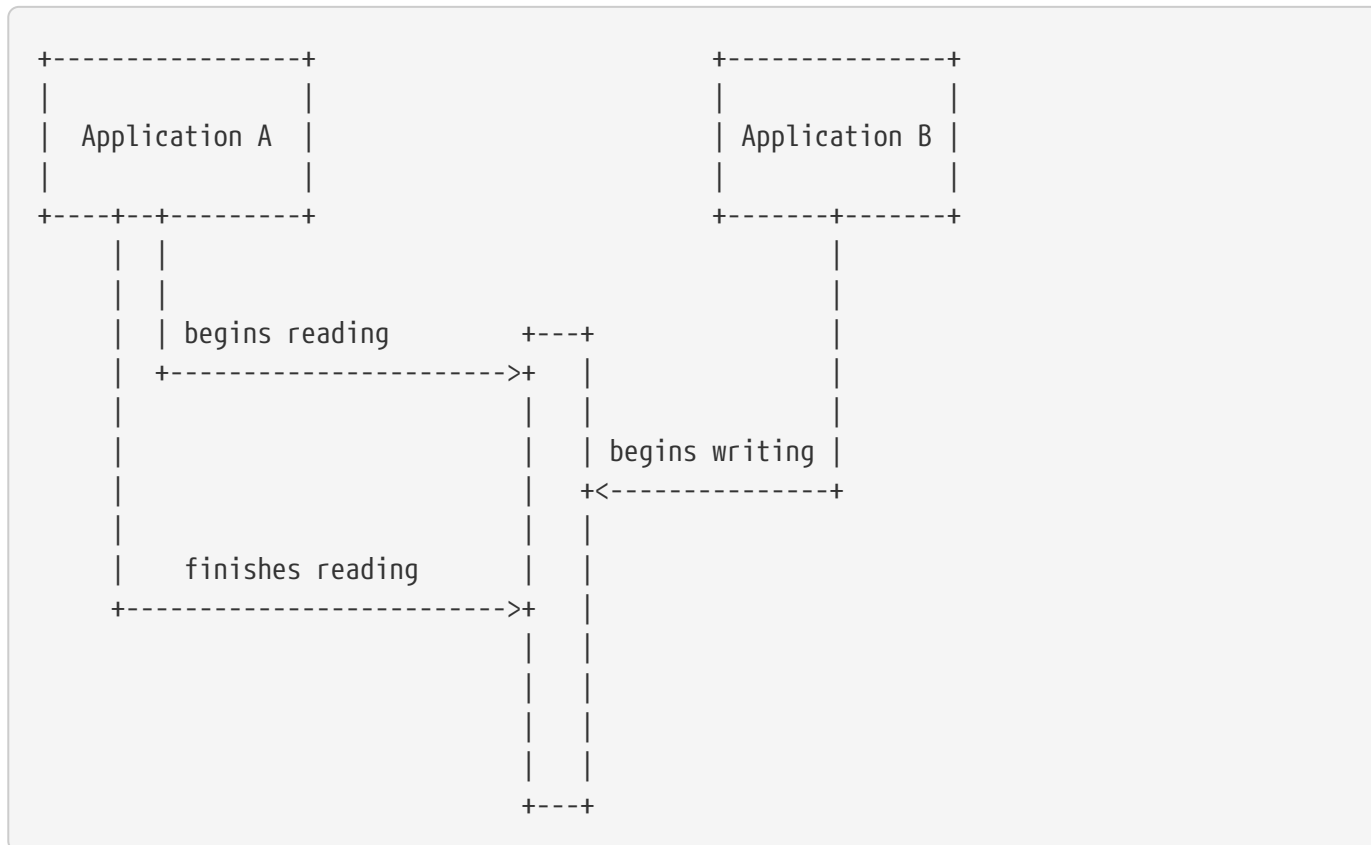 Application A Application B
begins reading
begins writing
finishes reading